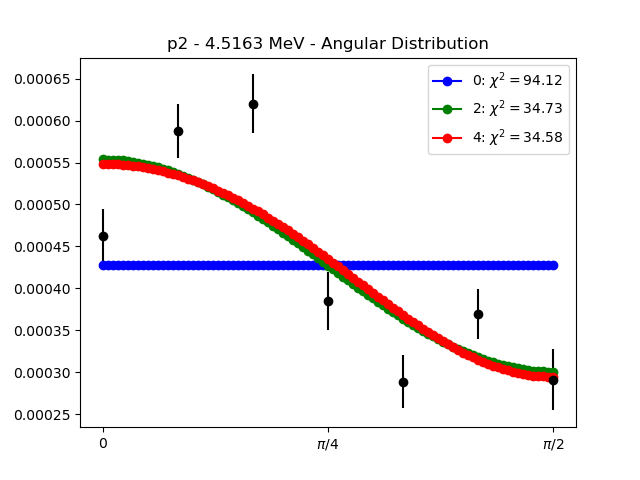 p2 - 4.5163 MeV - Angular Distribution
0.00065
0.00060
0.00055
0.00050
0.00045
0.00040
0.00035
0.00030
0.00025
0: χ² = 94.12
2: χ² = 34.73
4: χ² = 34.58
0
π/4
π/2